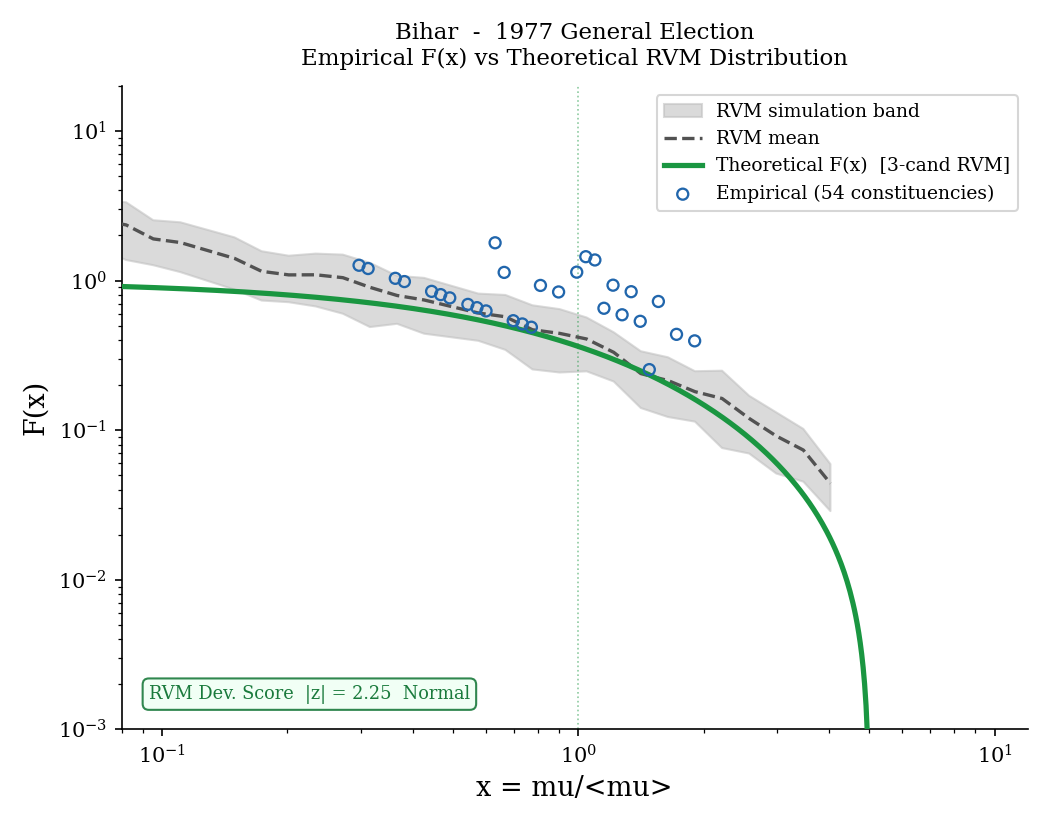 Bihar  -  1977 General Election
Empirical F(x) vs Theoretical RVM Distribution
RVM simulation band
RVM mean
Theoretical F(x)  [3-cand RVM]
Empirical (54 constituencies)
10¹
10⁰
10⁻¹
10⁻²
10⁻³
F(x)
RVM Dev. Score  |z| = 2.25  Normal
10⁻¹
10⁰
10¹
x = mu/<mu>